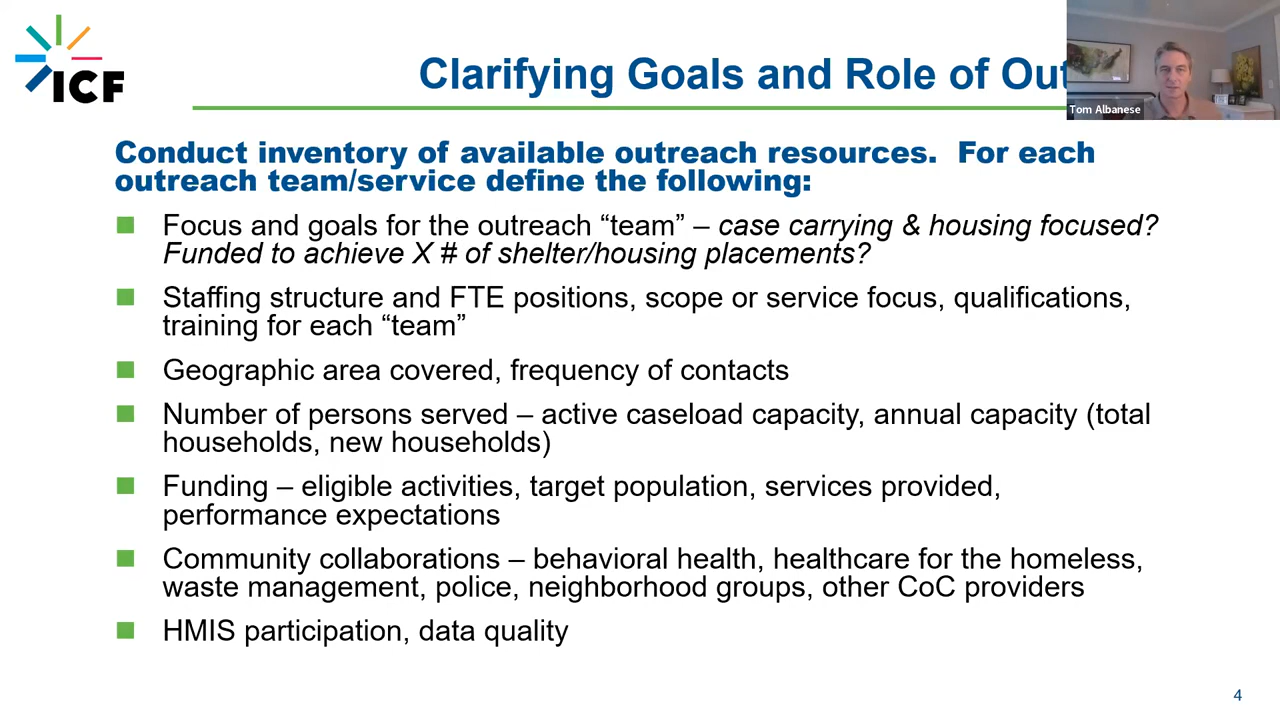 ICF
Clarifying Goals and Role of
Tom Albanese
Conduct inventory of available outreach resources.  For each
outreach team/service define the following:
Focus and goals for the outreach “team” – case carrying & housing focused?
Funded to achieve X # of shelter/housing placements?
Staffing structure and FTE positions, scope or service focus, qualifications,
training for each “team”
Geographic area covered, frequency of contacts
Number of persons served – active caseload capacity, annual capacity (total
households, new households)
Funding – eligible activities, target population, services provided,
performance expectations
Community collaborations – behavioral health, healthcare for the homeless,
waste management, police, neighborhood groups, other CoC providers
HMIS participation, data quality
4